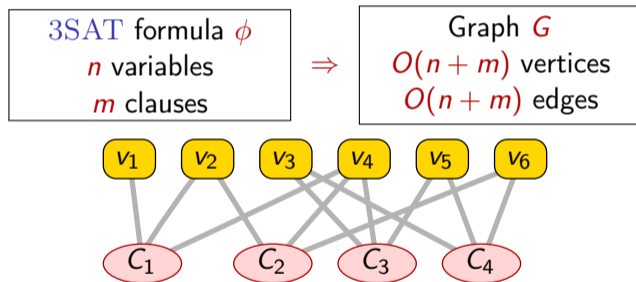 3SAT formula ϕ
n variables
m clauses
⇒
Graph G
O(n + m) vertices
O(n + m) edges
v₁ v₂ v₃ v₄ v₅ v₆
C₁ C₂ C₃ C₄